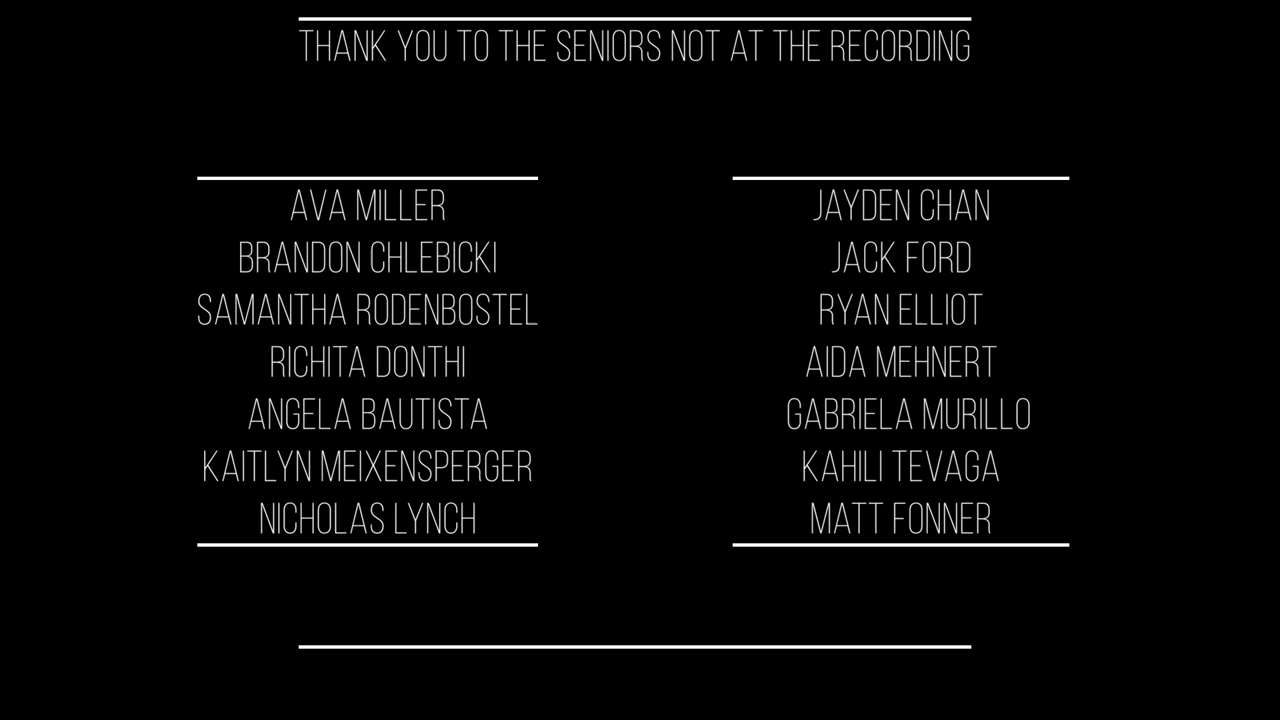 THANK YOU TO THE SENIORS NOT AT THE RECORDING
AVA MILLER
BRANDON CHLEBICKI
SAMANTHA RODENBOSTEL
RICHITA DONTHI
ANGELA BAUTISTA
KAITLYN MEIXENSPERGER
NICHOLAS LYNCH
JAYDEN CHAN
JACK FORD
RYAN ELLIOT
AIDA MEHNERT
GABRIELA MURILLO
KAHILI TEVAGA
MATT FONNER